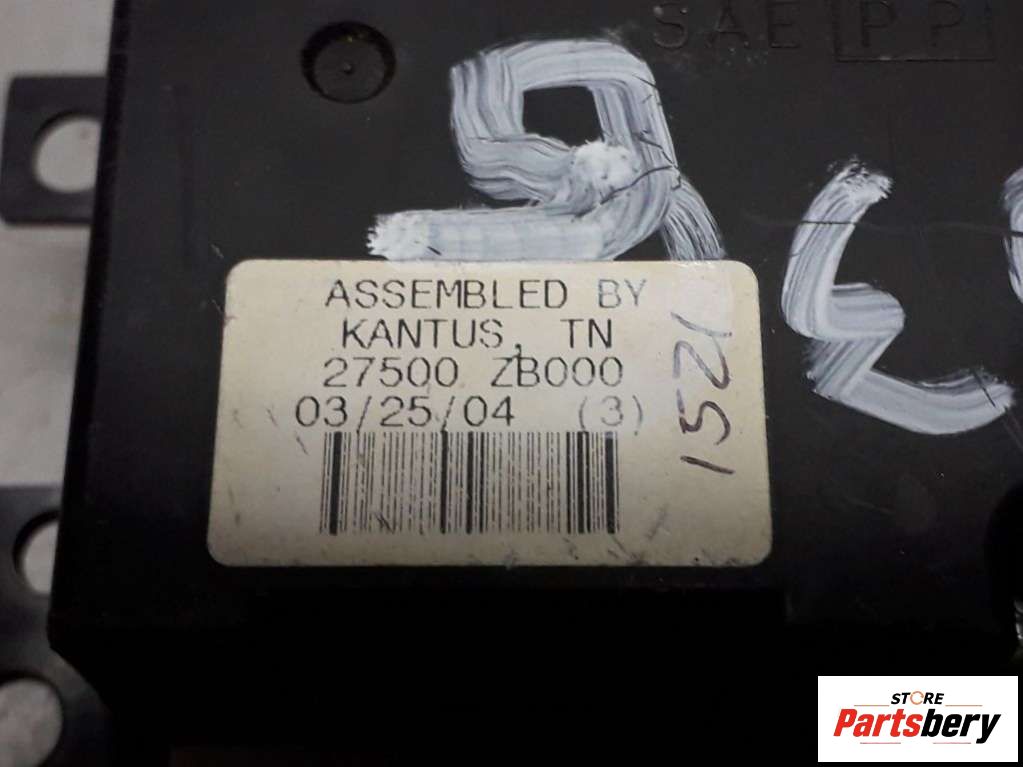 SAE PP
ASSEMBLED BY
KANTUS, TN
27500 ZB000
03/25/04 (3)
1521
STORE
Partsbery